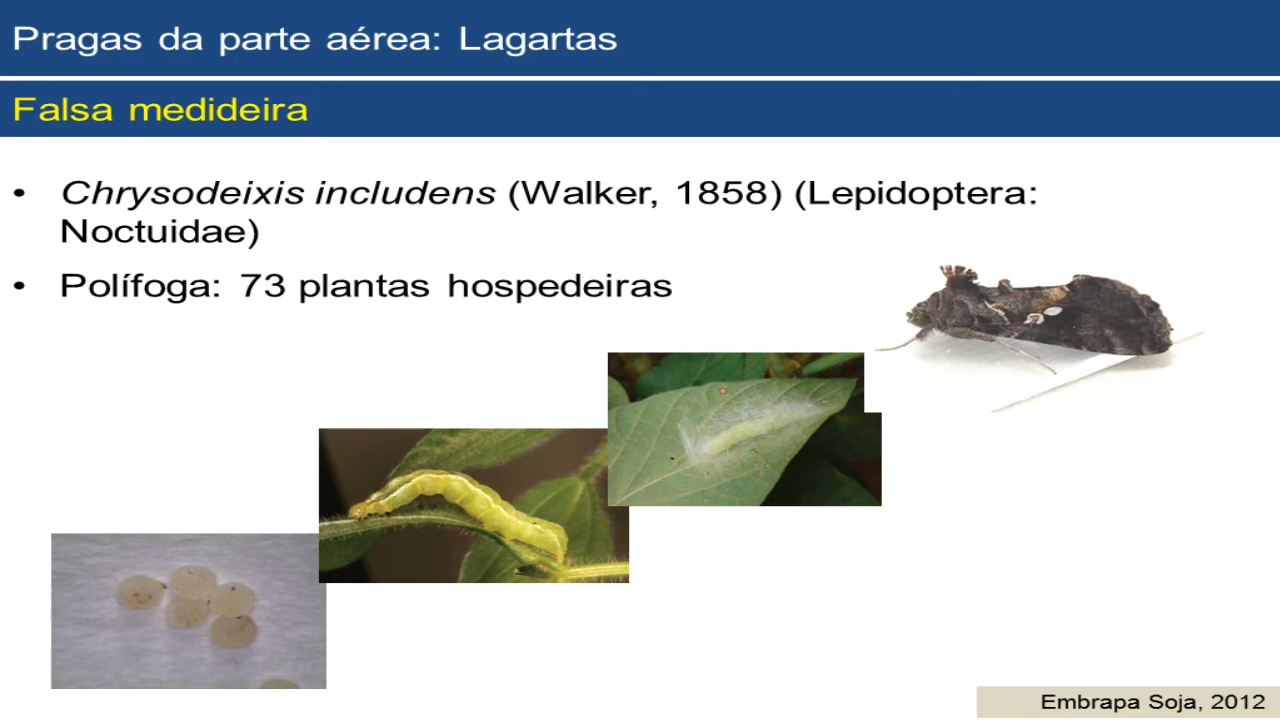 Pragas da parte aérea: Lagartas
Falsa medideira
• Chrysodeixis includens (Walker, 1858) (Lepidoptera:
Noctuidae)
• Polífoga: 73 plantas hospedeiras
Embrapa Soja, 2012